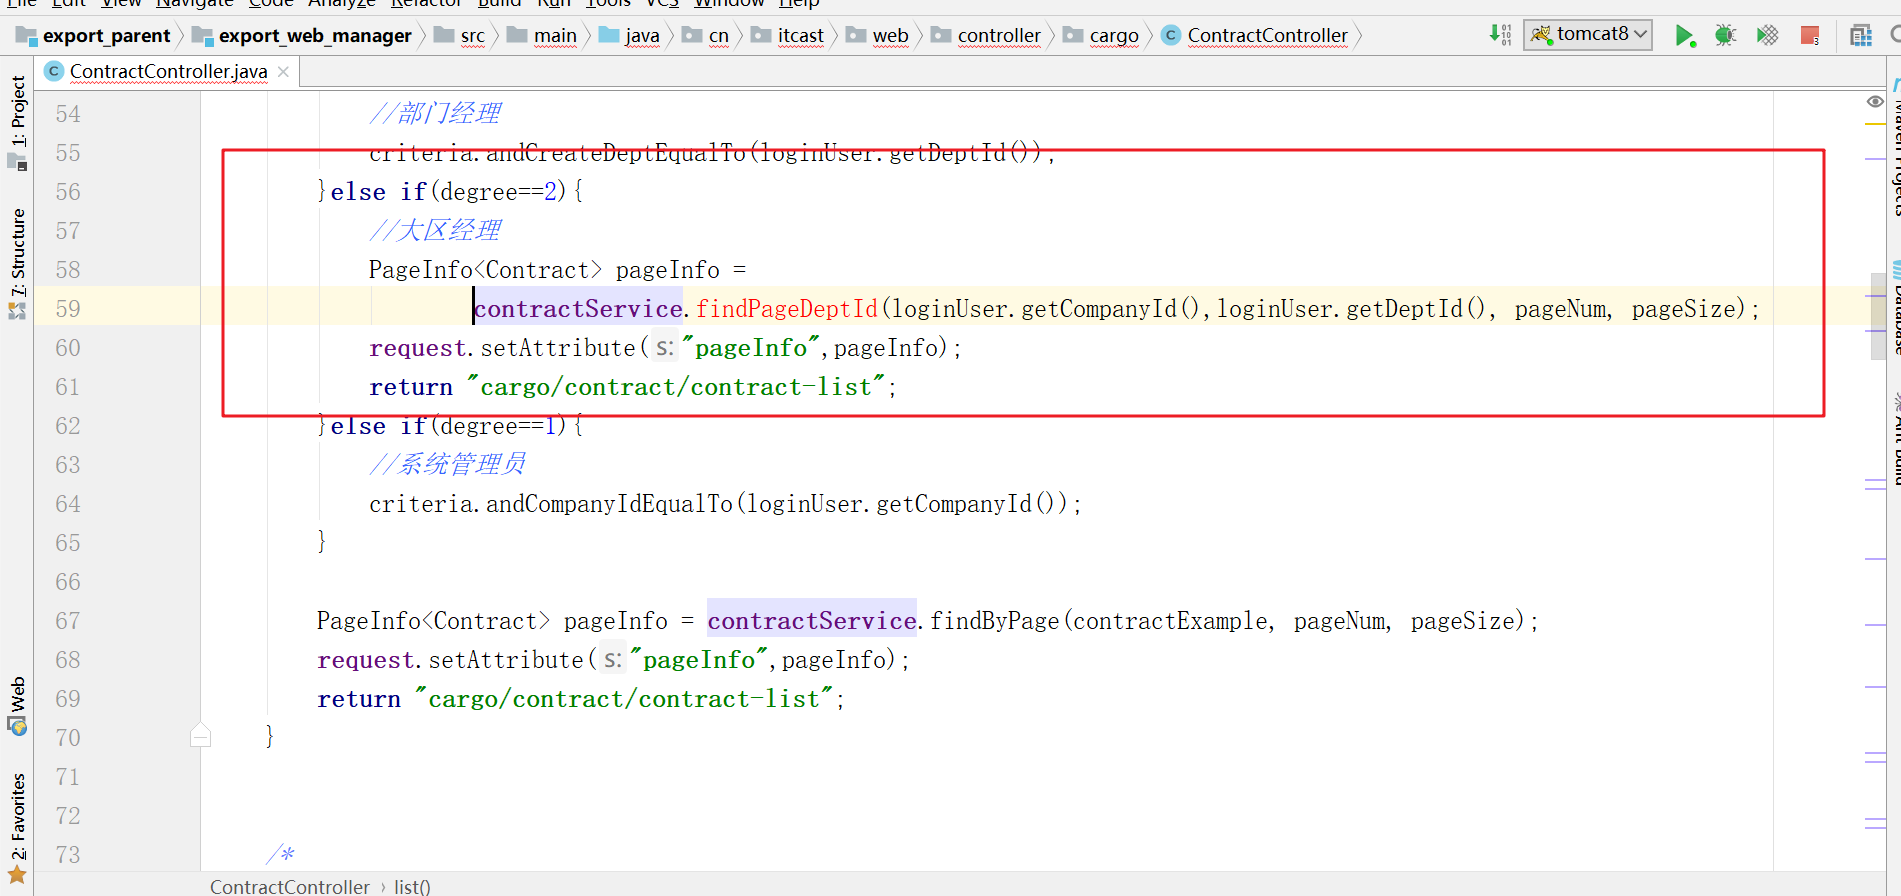 File Edit View Navigate Code Analyze Refactor Build Run Tools VCS Window Help
export_parent export_web_manager src main java cn itcast web controller cargo ContractController tomcat8
ContractController.java
1: Project
7: Structure
Web
2: Favorites
54 //部门经理
55 criteria.andCreateDeptEqualTo(loginUser.getDeptId());
56 }else if(degree==2){
57 //大区经理
58 PageInfo<Contract> pageInfo =
59 contractService.findPageDeptId(loginUser.getCompanyId(),loginUser.getDeptId(), pageNum, pageSize);
60 request.setAttribute( s: "pageInfo",pageInfo);
61 return "cargo/contract/contract-list";
62 }else if(degree==1){
63 //系统管理员
64 criteria.andCompanyIdEqualTo(loginUser.getCompanyId());
65 }
66
67 PageInfo<Contract> pageInfo = contractService.findByPage(contractExample, pageNum, pageSize);
68 request.setAttribute( s: "pageInfo",pageInfo);
69 return "cargo/contract/contract-list";
70 }
71
72
73 /*
Maven Projects
Database
Ant Build
ContractController › list()